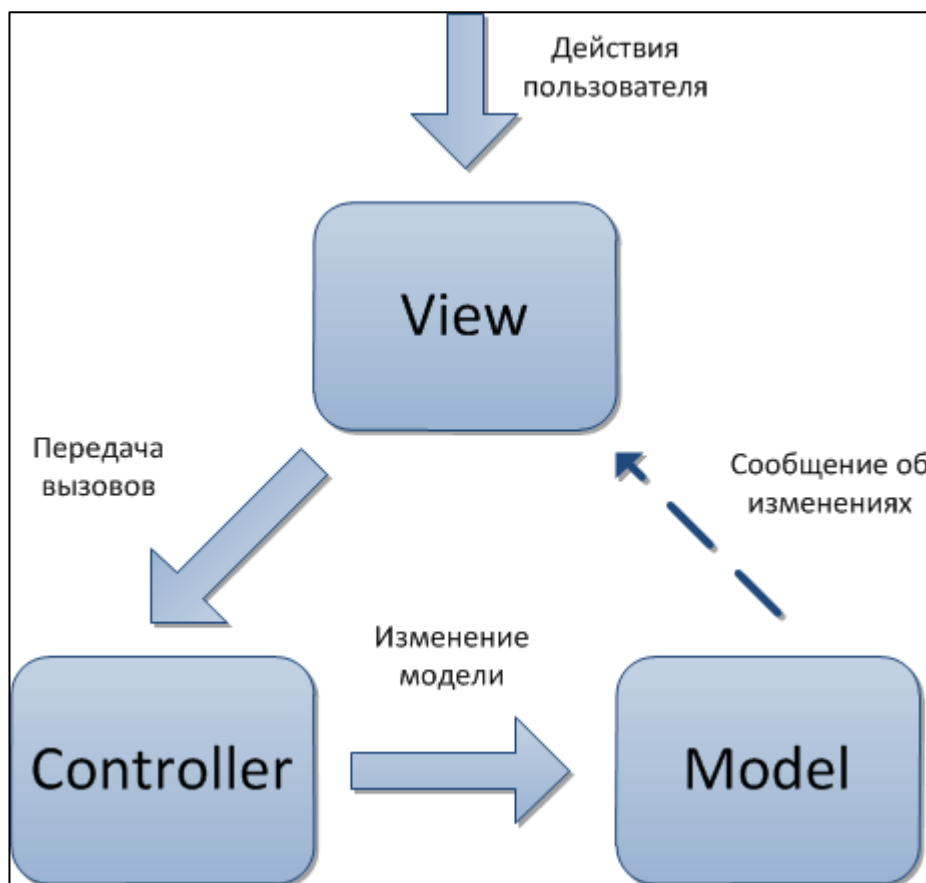 Действия
пользователя
View
Передача
вызовов
Сообщение об
изменениях
Изменение
модели
Controller
Model